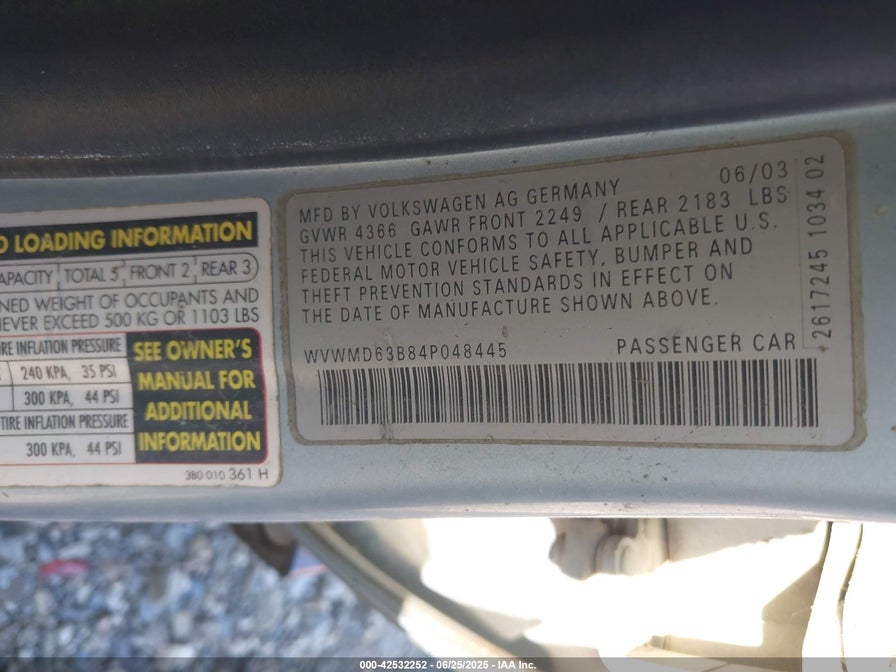 O LOADING INFORMATION
APACITY TOTAL 5 FRONT 2 REAR 3
NED WEIGHT OF OCCUPANTS AND
EVER EXCEED 500 KG OR 1103 LBS
RE INFLATION PRESSURE
240 KPA, 35 PSI
300 KPA, 44 PSI
TIRE INFLATION PRESSURE
300 KPA, 44 PSI
SEE OWNER'S
MANUAL FOR
ADDITIONAL
INFORMATION
3B0 010 361 H
06/03
MFD BY VOLKSWAGEN AG GERMANY
GVWR 4366 GAWR FRONT 2249 / REAR 2183 LBS
THIS VEHICLE CONFORMS TO ALL APPLICABLE U.S.
FEDERAL MOTOR VEHICLE SAFETY, BUMPER AND
THEFT PREVENTION STANDARDS IN EFFECT ON
THE DATE OF MANUFACTURE SHOWN ABOVE.
WVWMD63B84P048445 PASSENGER CAR
2617245 1034 02
000-42532252 - 06/25/2025 - IAA Inc.